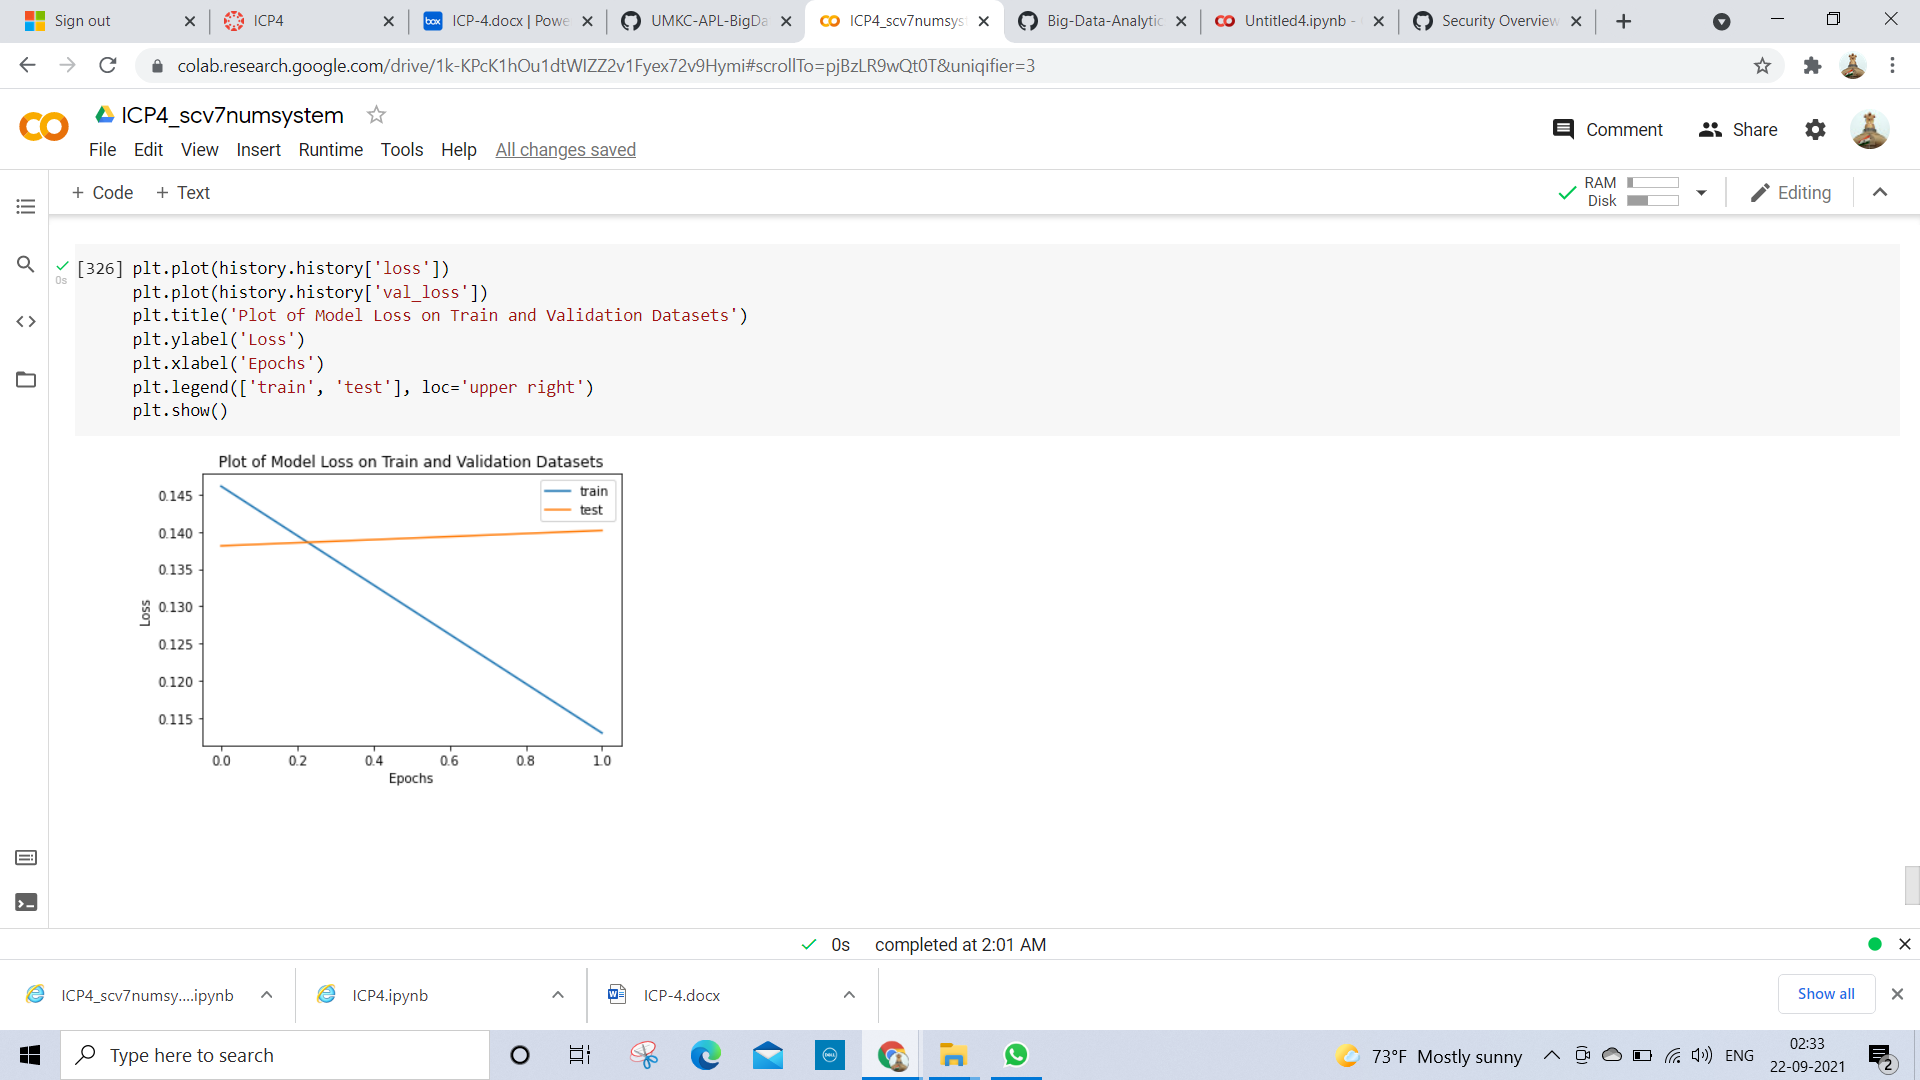 Sign out
ICP4
ICP-4.docx | Powe
UMKC-APL-BigDa
ICP4_scv7numsyst
Big-Data-Analytic
Untitled4.ipynb -
Security Overview
colab.research.google.com/drive/1k-KPcK1hOu1dtWIZZ2v1Fyex72v9Hymi#scrollTo=pjBzLR9wQt0T&uniqifier=3
ICP4_scv7numsystem
Comment
Share
File Edit View Insert Runtime Tools Help All changes saved
+ Code + Text
RAM
Disk
Editing
[326] plt.plot(history.history['loss'])
0s
plt.plot(history.history['val_loss'])
plt.title('Plot of Model Loss on Train and Validation Datasets')
plt.ylabel('Loss')
plt.xlabel('Epochs')
plt.legend(['train', 'test'], loc='upper right')
plt.show()
Plot of Model Loss on Train and Validation Datasets
train
test
0.145
0.140
0.135
0.130
0.125
0.120
0.115
Loss
0.0 0.2 0.4 0.6 0.8 1.0
Epochs
0s completed at 2:01 AM
ICP4_scv7numsy....ipynb
ICP4.ipynb
ICP-4.docx
Show all
Type here to search
73°F Mostly sunny
ENG
02:33
22-09-2021
2